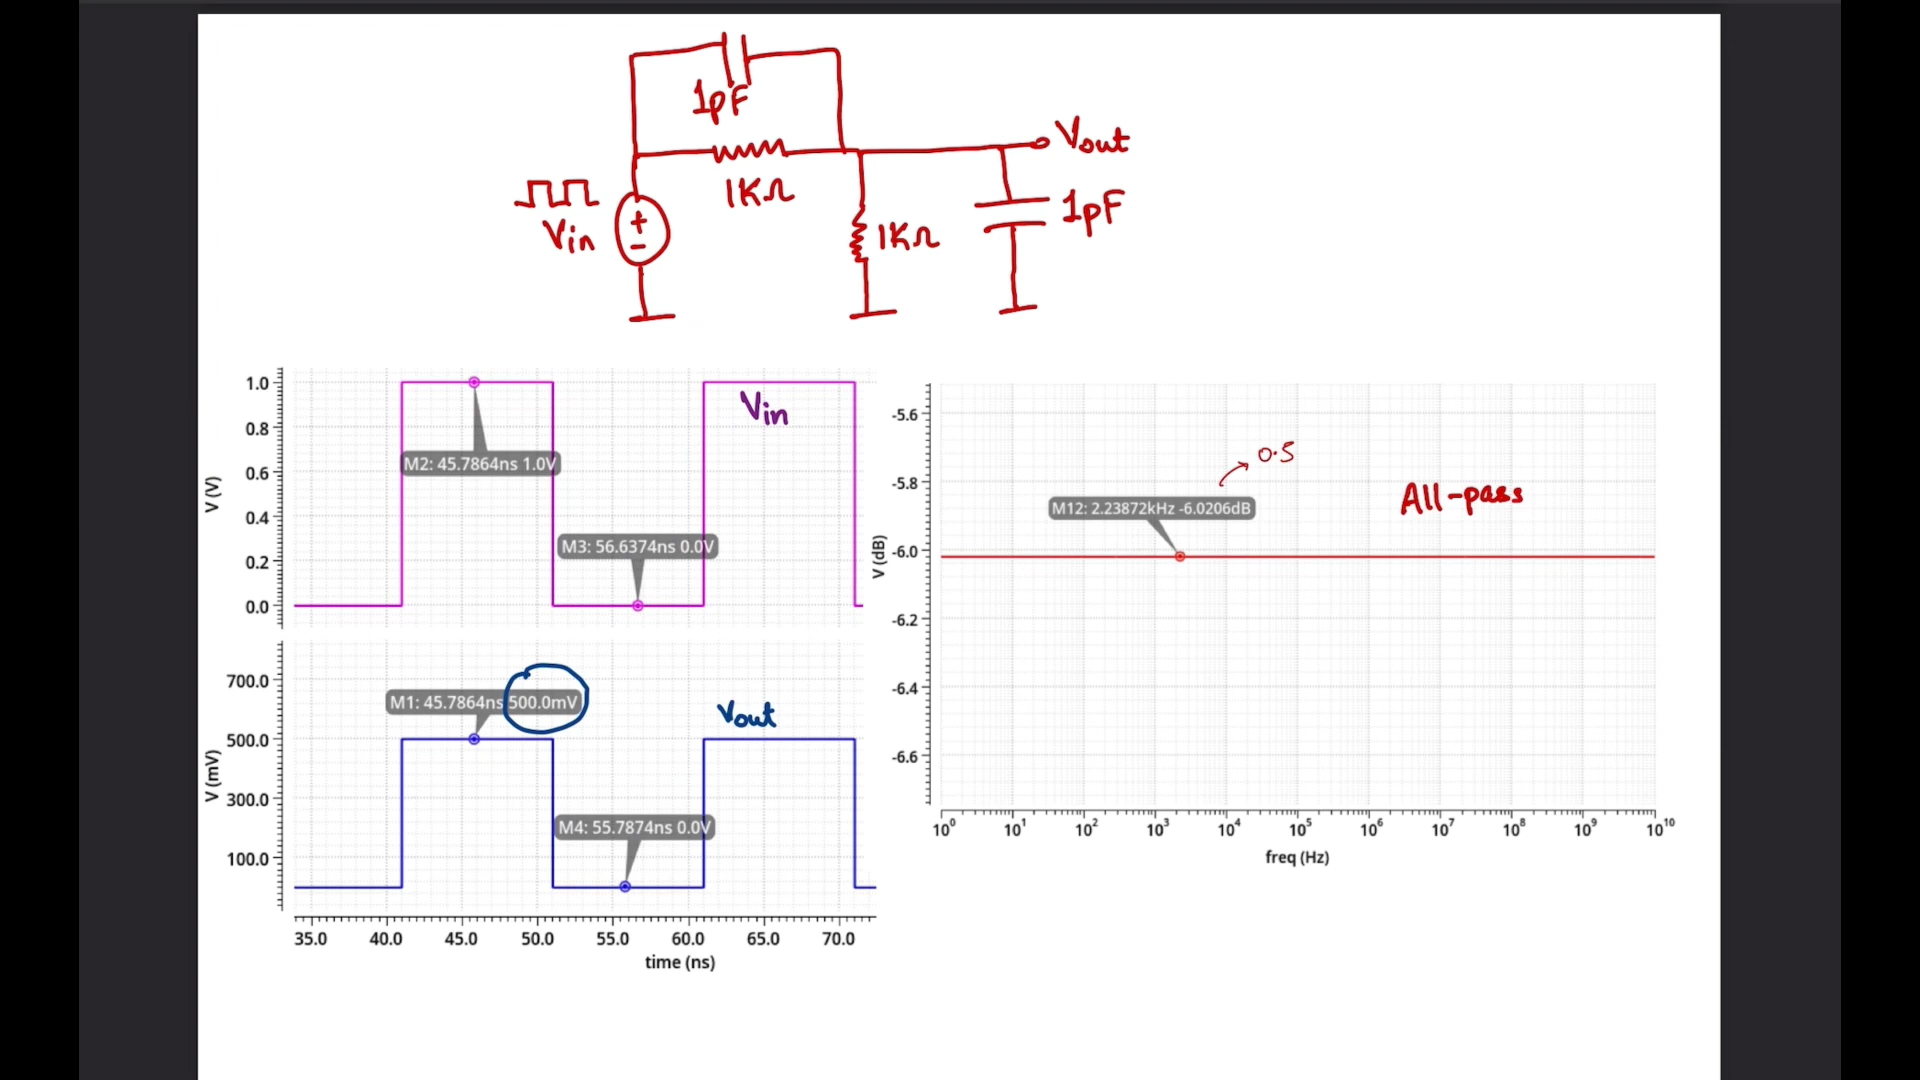 1pF
Vout
1KΩ
1pF
Vin
+
-
1KΩ
1.0
0.8
0.6
0.4
0.2
0.0
V (V)
Vin
M2: 45.7864ns 1.0V
M3: 56.6374ns 0.0V
700.0
500.0
300.0
100.0
V (mV)
M1: 45.7864ns 500.0mV
Vout
M4: 55.7874ns 0.0V
35.0 40.0 45.0 50.0 55.0 60.0 65.0 70.0
time (ns)
-5.6
-5.8
-6.0
-6.2
-6.4
-6.6
V (dB)
0.5
M12: 2.23872kHz -6.0206dB
All-pass
10⁰ 10¹ 10² 10³ 10⁴ 10⁵ 10⁶ 10⁷ 10⁸ 10⁹ 10¹⁰
freq (Hz)